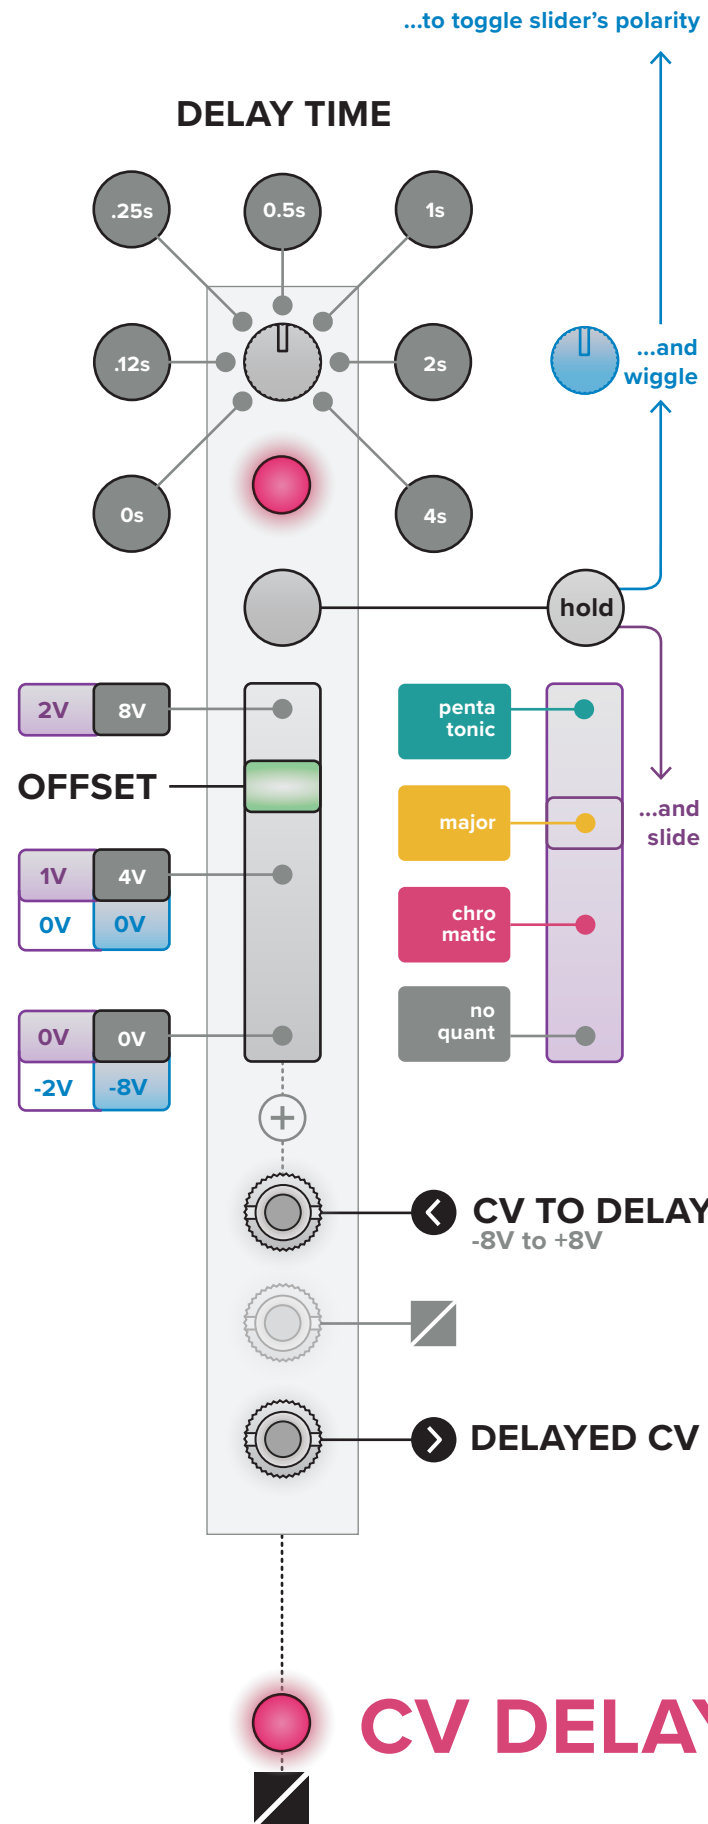 ...to toggle slider's polarity
DELAY TIME
.25s
0.5s
1s
.12s
2s
...and
wiggle
0s
4s
hold
2V 8V
penta
tonic
OFFSET
major
...and
slide
1V 4V
0V 0V
chro
matic
no
quant
0V 0V
-2V -8V
CV TO DELAY
-8V to +8V
DELAYED CV
CV DELAY